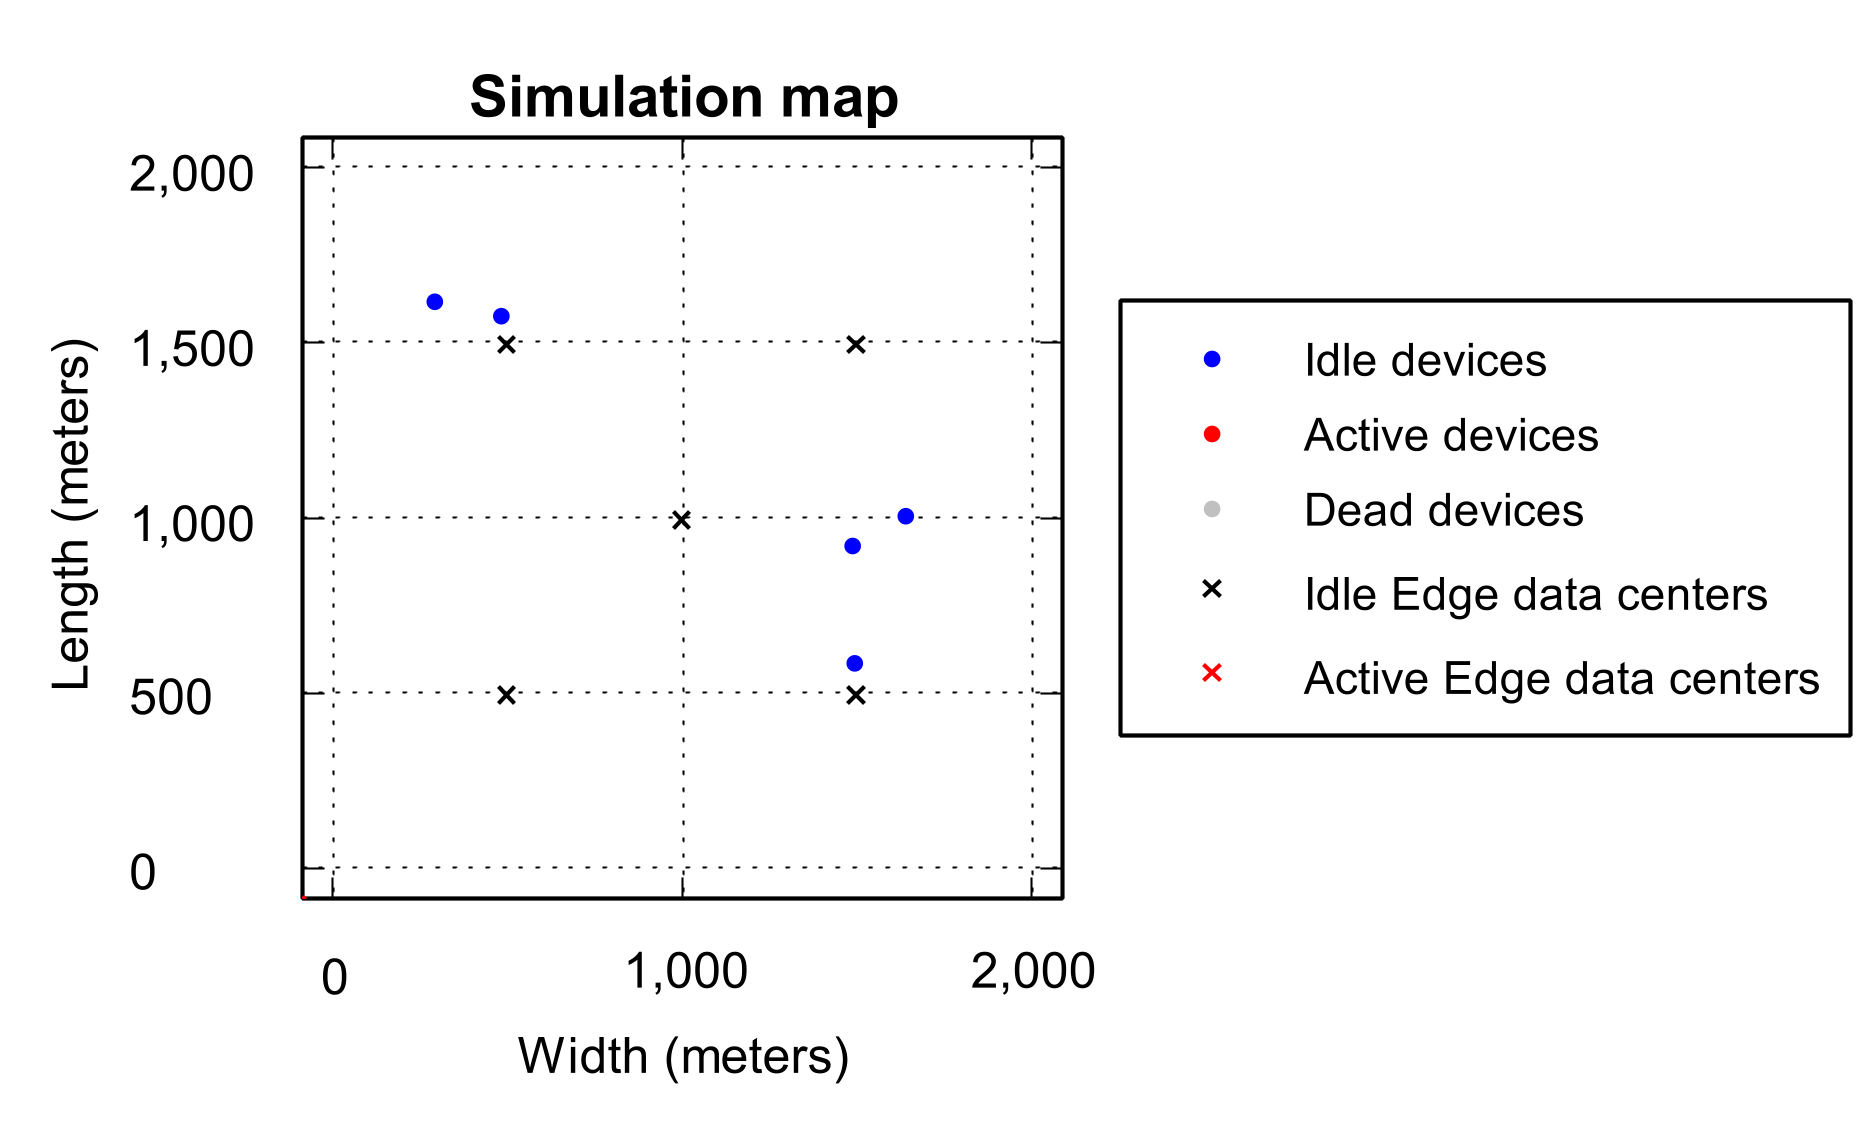 Simulation map
2,000
1,500
1,000
500
0
Length (meters)
0
1,000
2,000
Width (meters)
Idle devices
Active devices
Dead devices
Idle Edge data centers
Active Edge data centers